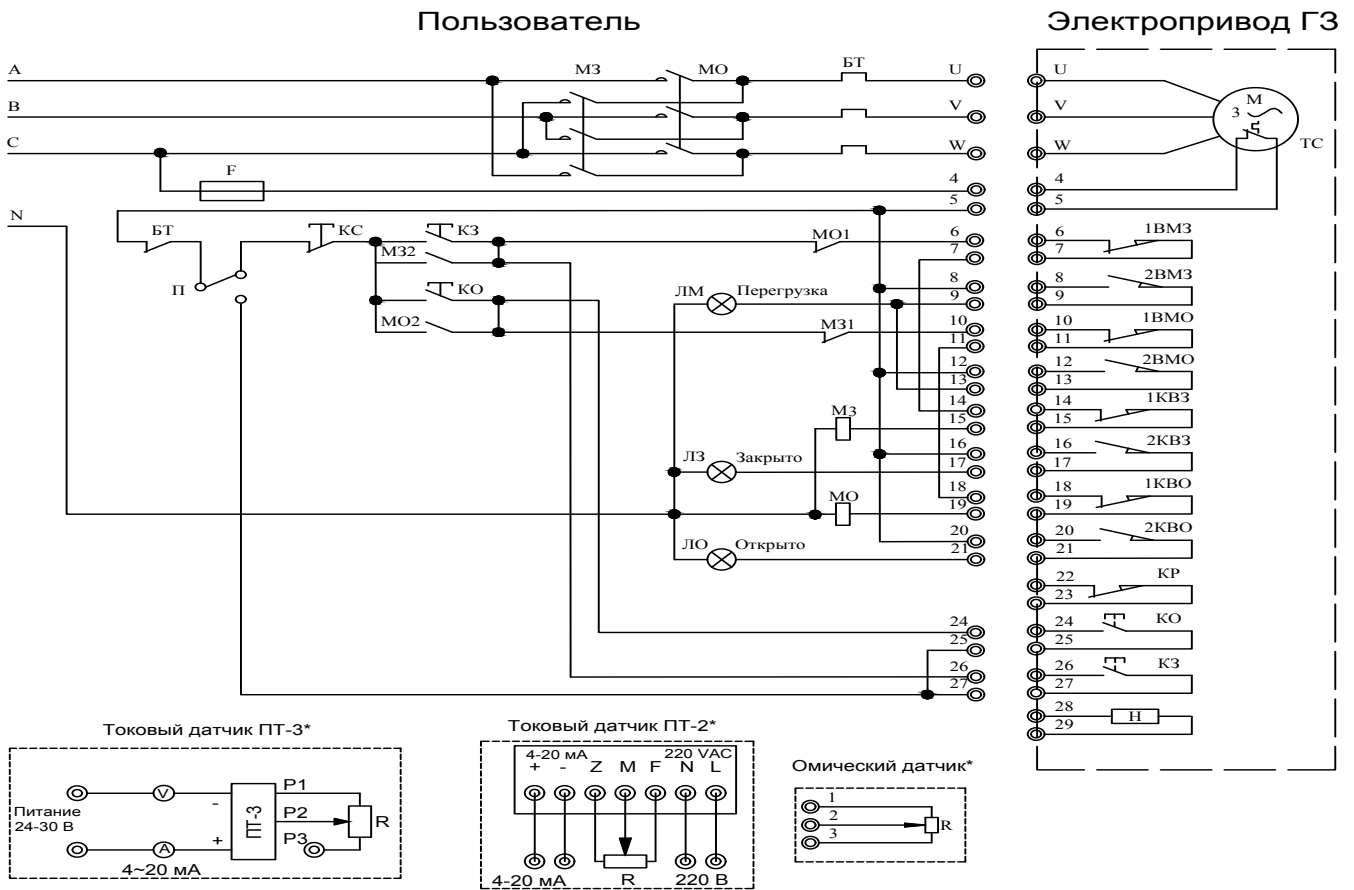 Пользователь
Электропривод ГЗ
A
МЗ
МО
БТ
U
U
B
V
V
М
3
C
W
W
ТС
F
4
4
5
5
N
БТ
КС
КЗ
МО1
6
6
1ВМЗ
МЗ2
7
7
П
КО
ЛМ
Перегрузка
8
8
2ВМЗ
9
9
МО2
МЗ1
10
10
1ВМО
11
11
12
12
2ВМО
13
13
МЗ
14
14
1КВЗ
15
15
ЛЗ
Закрыто
16
16
2КВЗ
17
17
МО
18
18
1КВО
19
19
ЛО
Открыто
20
20
2КВО
21
21
22
КР
23
24
24
КО
25
25
26
26
КЗ
27
27
28
Н
29
Токовый датчик ПТ-3*
Питание
24-30 В
V
A
-
+
ПТ-3
P1
P2
P3
R
4~20 мА
Токовый датчик ПТ-2*
4-20 мА
220 VAC
+ - Z M F N L
4-20 мА
R
220 В
Омический датчик*
1
2
3
R